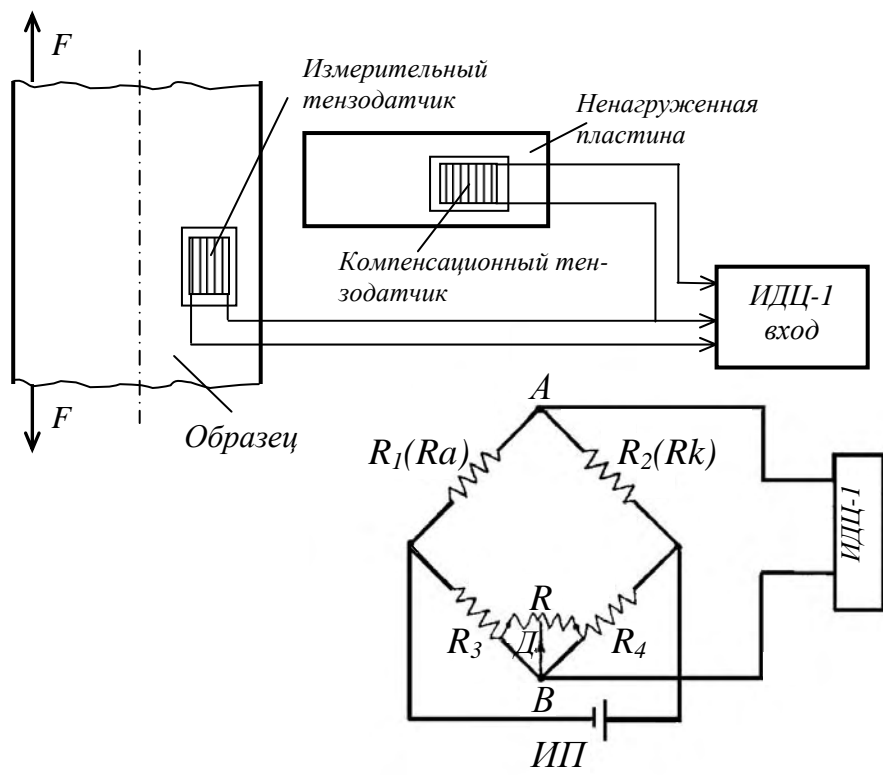 F
Измерительный
тензодатчик
Ненагруженная
пластина
Компенсационный тен-
зодатчик
ИДЦ-1
вход
F
Образец
A
R₁(Ra)
R₂(Rk)
ИДЦ-1
R
R₃
Д
R₄
B
ИП